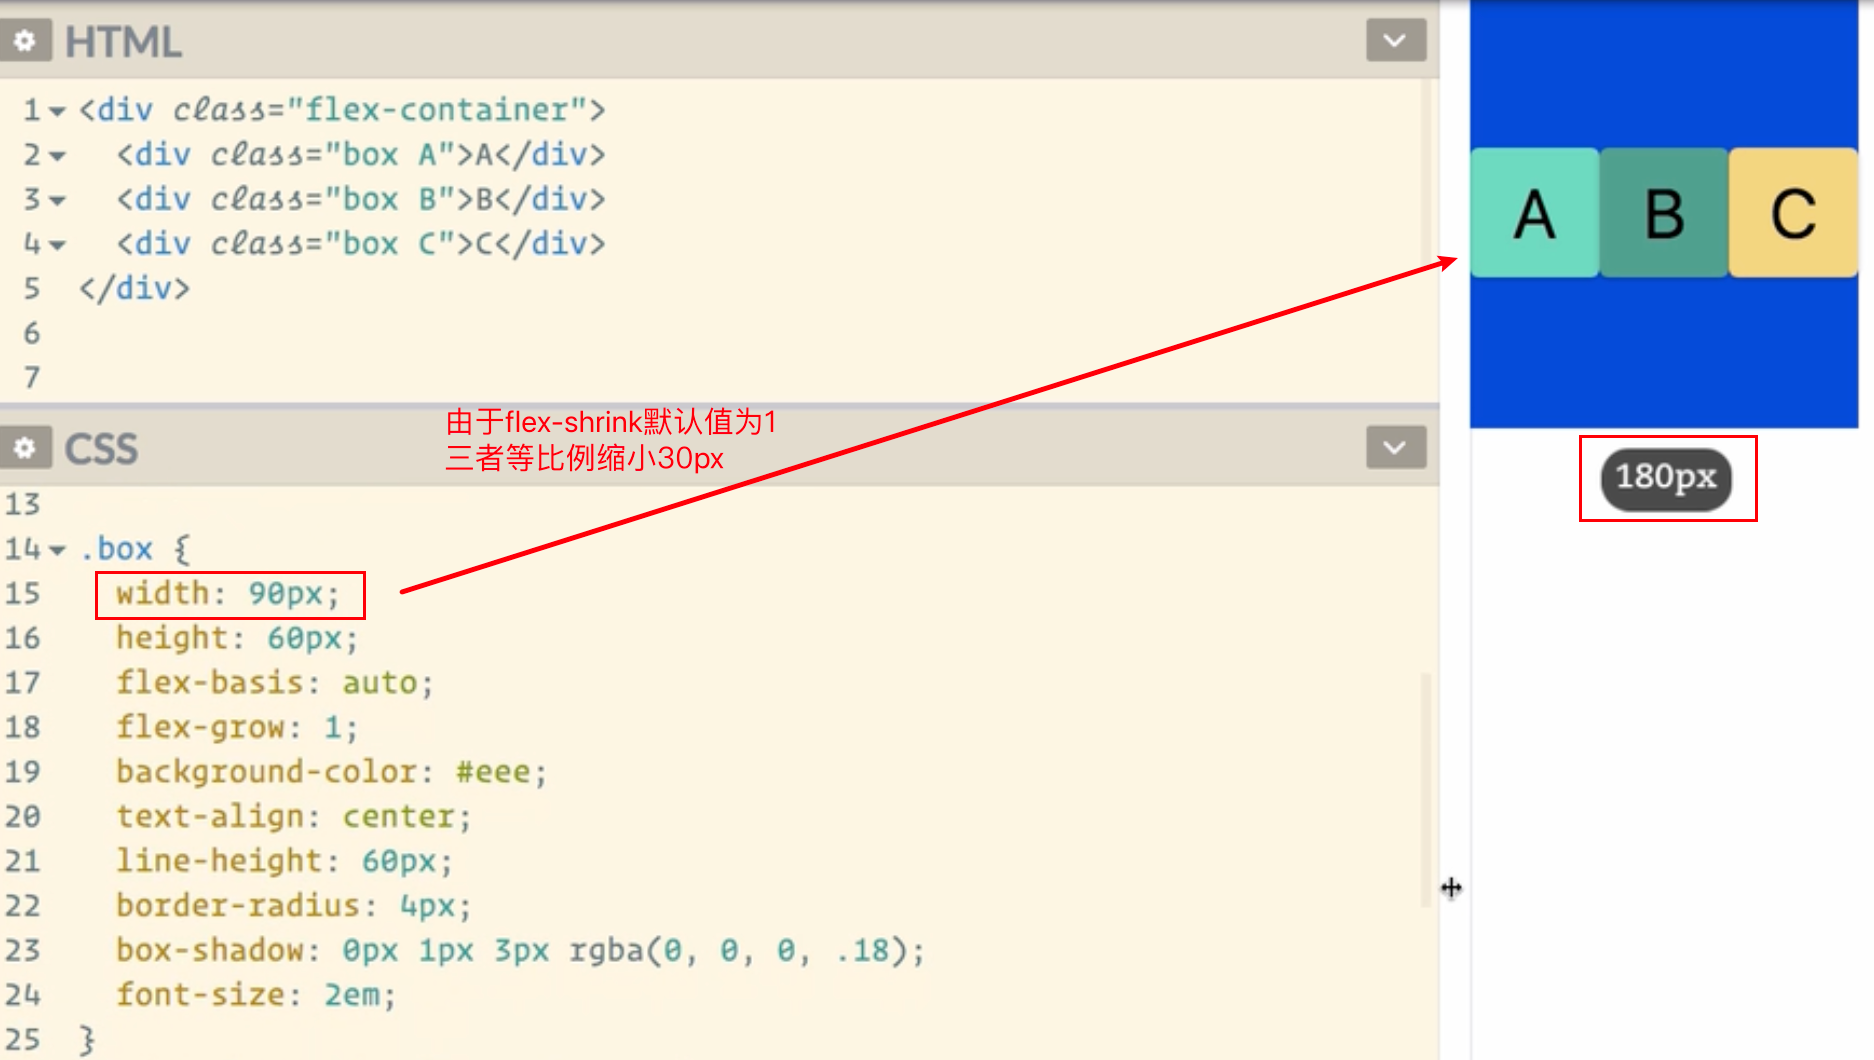 HTML
1 <div class="flex-container">
2 <div class="box A">A</div>
3 <div class="box B">B</div>
4 <div class="box C">C</div>
5 </div>
6
7
A B C
180px
由于flex-shrink默认值为1
三者等比例缩小30px
CSS
13
14 .box {
15 width: 90px;
16 height: 60px;
17 flex-basis: auto;
18 flex-grow: 1;
19 background-color: #eee;
20 text-align: center;
21 line-height: 60px;
22 border-radius: 4px;
23 box-shadow: 0px 1px 3px rgba(0, 0, 0, .18);
24 font-size: 2em;
25 }